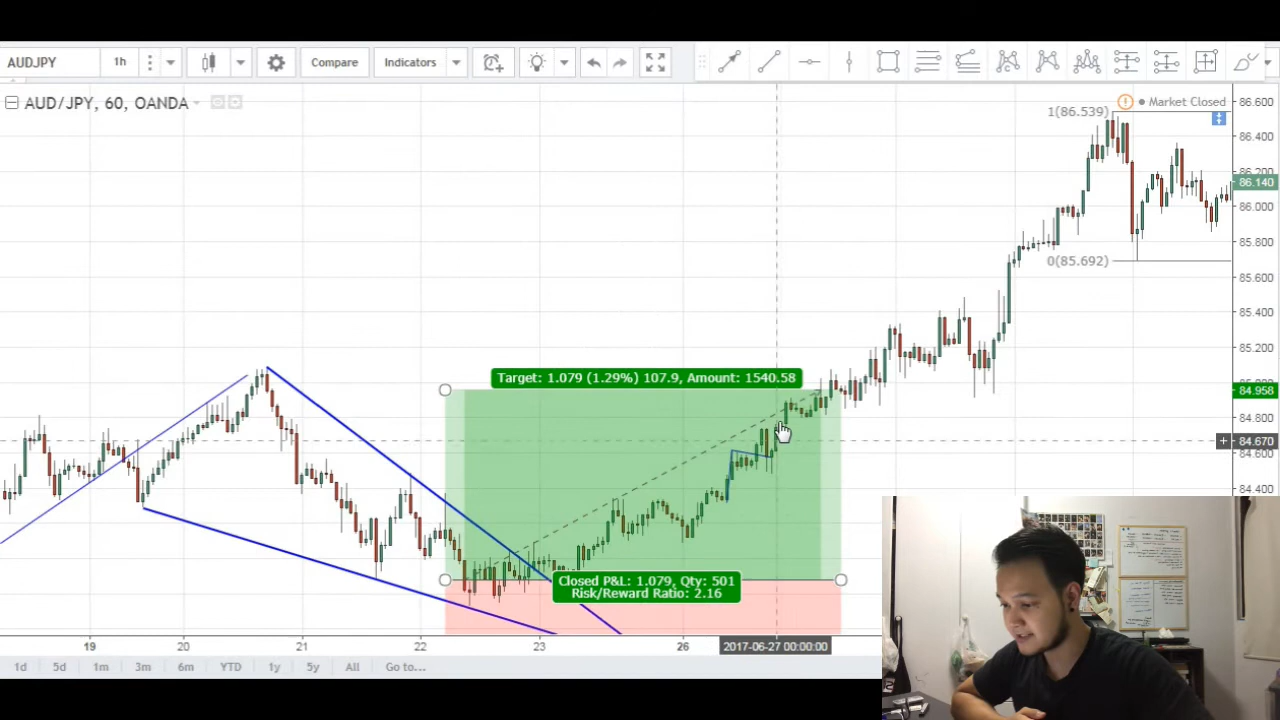 AUDJPY 1h Compare Indicators
AUD/JPY, 60, OANDA
Market Closed
1(86.539)
0(85.692)
Target: 1.079 (1.29%) 107.9, Amount: 1540.58
Closed P&L: 1.079, Qty: 501
Risk/Reward Ratio: 2.16
86.600
86.400
86.200
86.140
86.000
85.800
85.600
85.400
85.200
84.958
84.800
84.670
84.600
84.400
19 20 21 22 23 26 2017-06-27 00:00:00
1d 5d 1m 3m 6m YTD 1y 5y All Go to...